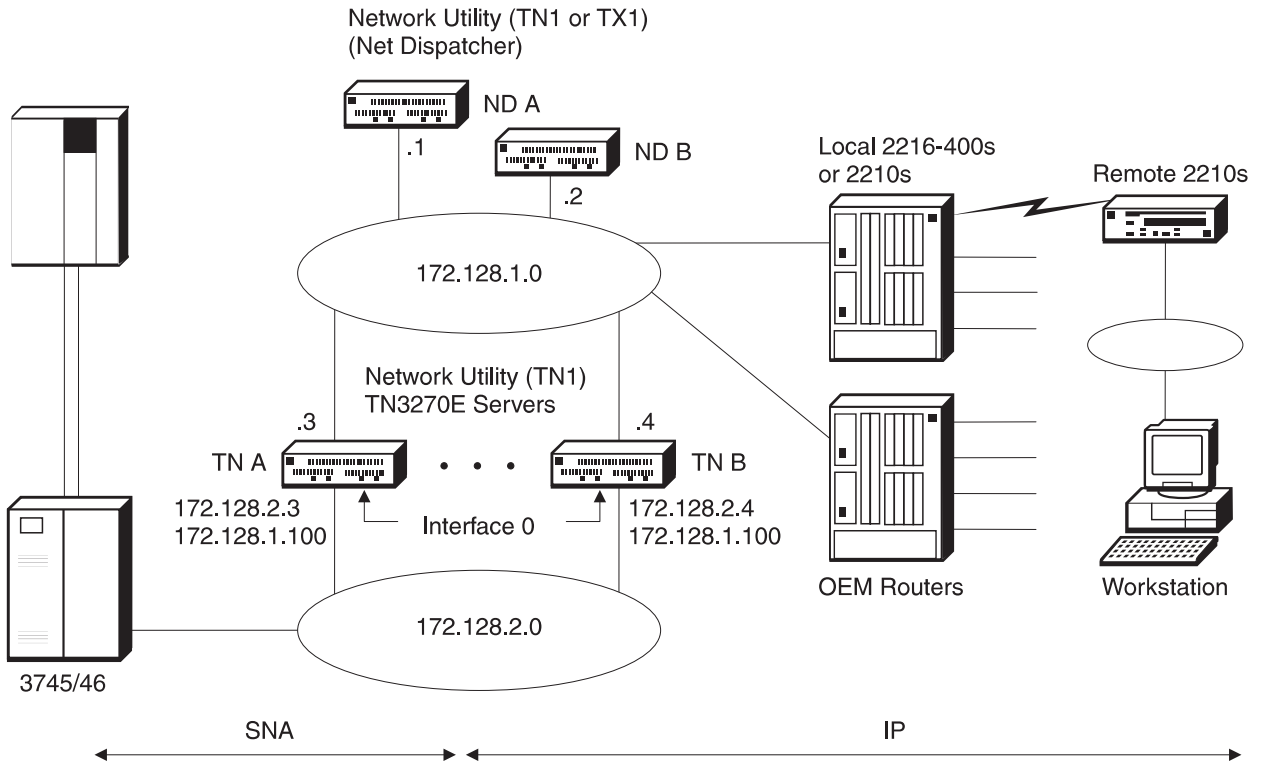 Network Utility (TN1 or TX1)
(Net Dispatcher)
ND A
.1
ND B
.2
Local 2216-400s
or 2210s
Remote 2210s
172.128.1.0
Network Utility (TN1)
TN3270E Servers
.3
.4
TN A
TN B
172.128.2.3
172.128.1.100
Interface 0
172.128.2.4
172.128.1.100
OEM Routers
Workstation
172.128.2.0
3745/46
SNA
IP